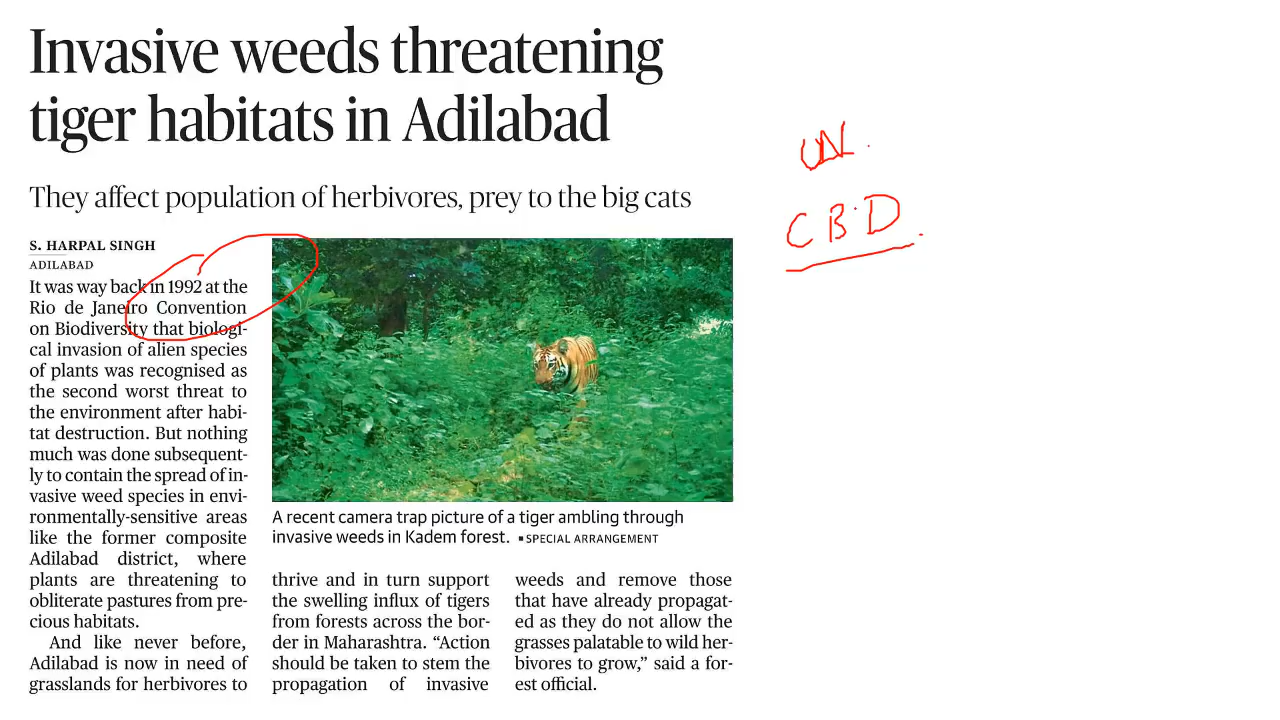 Invasive weeds threatening
tiger habitats in Adilabad
They affect population of herbivores, prey to the big cats
S. HARPAL SINGH
ADILABAD
It was way back in 1992 at the
Rio de Janeiro Convention
on Biodiversity that biologi-
cal invasion of alien species
of plants was recognised as
the second worst threat to
the environment after habi-
tat destruction. But nothing
much was done subsequent-
ly to contain the spread of in-
vasive weed species in envi-
ronmentally-sensitive areas
like the former composite
Adilabad district, where
plants are threatening to
obliterate pastures from pre-
cious habitats.
And like never before,
Adilabad is now in need of
grasslands for herbivores to
A recent camera trap picture of a tiger ambling through
invasive weeds in Kadem forest. ▪ SPECIAL ARRANGEMENT
thrive and in turn support
the swelling influx of tigers
from forests across the bor-
der in Maharashtra. “Action
should be taken to stem the
propagation of invasive
weeds and remove those
that have already propagat-
ed as they do not allow the
grasses palatable to wild her-
bivores to grow,” said a for-
est official.
UN.
CBD.